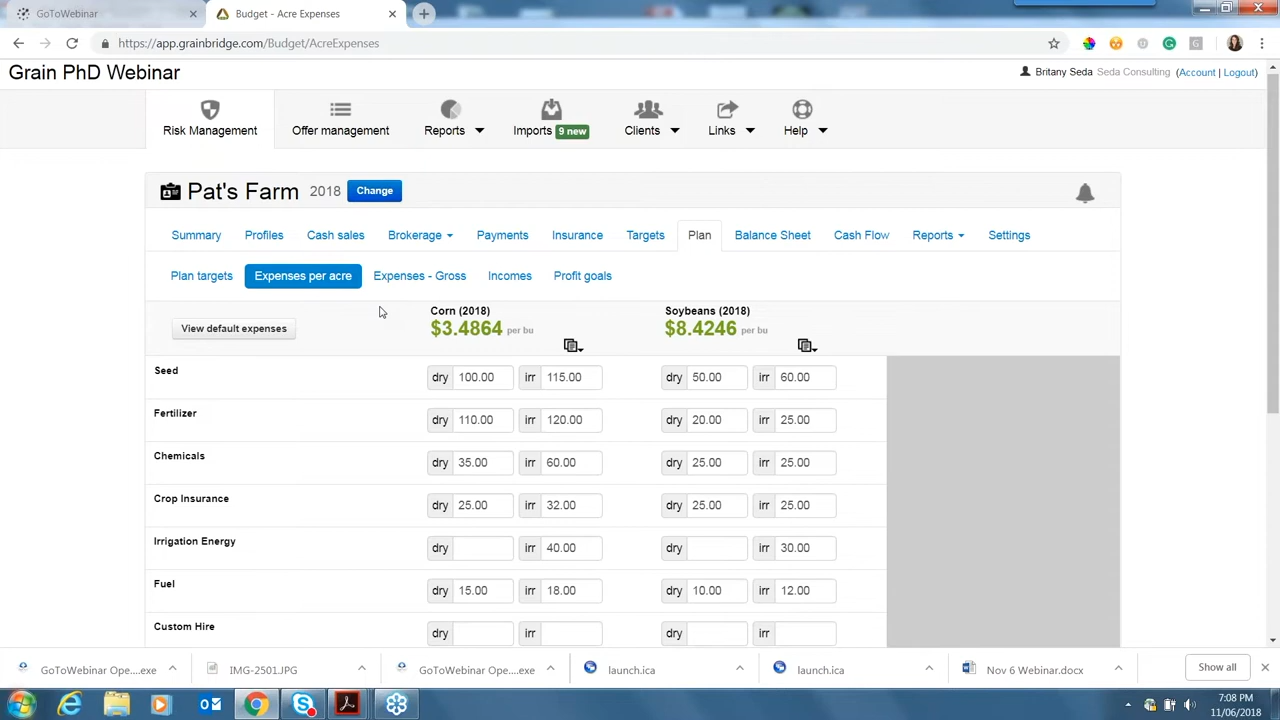 GoToWebinar
Budget - Acre Expenses
https://app.grainbridge.com/Budget/AcreExpenses
Grain PhD Webinar
Britany Seda Seda Consulting (Account | Logout)
Risk Management
Offer management
Reports
Imports 9 new
Clients
Links
Help
Pat's Farm 2018 Change
Summary Profiles Cash sales Brokerage Payments Insurance Targets Plan Balance Sheet Cash Flow Reports Settings
Plan targets Expenses per acre Expenses - Gross Incomes Profit goals
View default expenses
Corn (2018)
$3.4864 per bu
Soybeans (2018)
$8.4246 per bu
Seed dry 100.00 irr 115.00 dry 50.00 irr 60.00
Fertilizer dry 110.00 irr 120.00 dry 20.00 irr 25.00
Chemicals dry 35.00 irr 60.00 dry 25.00 irr 25.00
Crop Insurance dry 25.00 irr 32.00 dry 25.00 irr 25.00
Irrigation Energy dry irr 40.00 dry irr 30.00
Fuel dry 15.00 irr 18.00 dry 10.00 irr 12.00
Custom Hire dry irr dry irr
GoToWebinar Ope....exe
IMG-2501.JPG
GoToWebinar Ope....exe
launch.ica
launch.ica
Nov 6 Webinar.docx
Show all
7:08 PM
11/06/2018